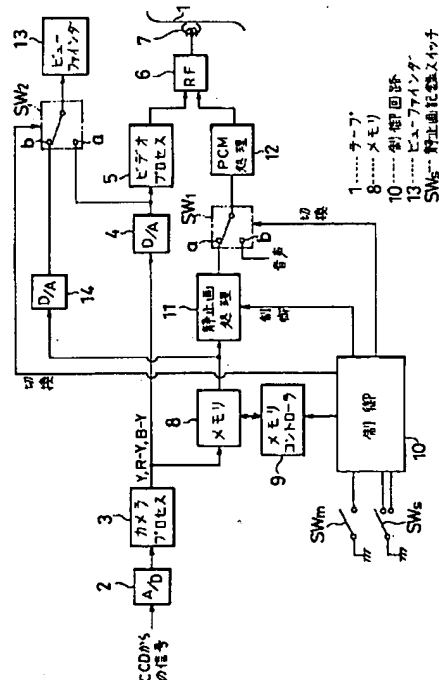 CCDから
の信号
2
A/D
3
カメラ
プロセス
Y,R-Y,B-Y
4
D/A
5
ビデオ
プロセス
6
RF
7
1
13
ビュー
ファインダ
SW2
b
a
14
D/A
切換
8
メモリ
9
メモリ
コントローラ
11
静止画
処理
SW1
a
b
音声
12
PCM
処理
制御
切換
制御
10
SWm
SWs
1……テープ
8……メモリ
10……制御回路
13……ビューファインダ
SWs…静止画記録スイッチ